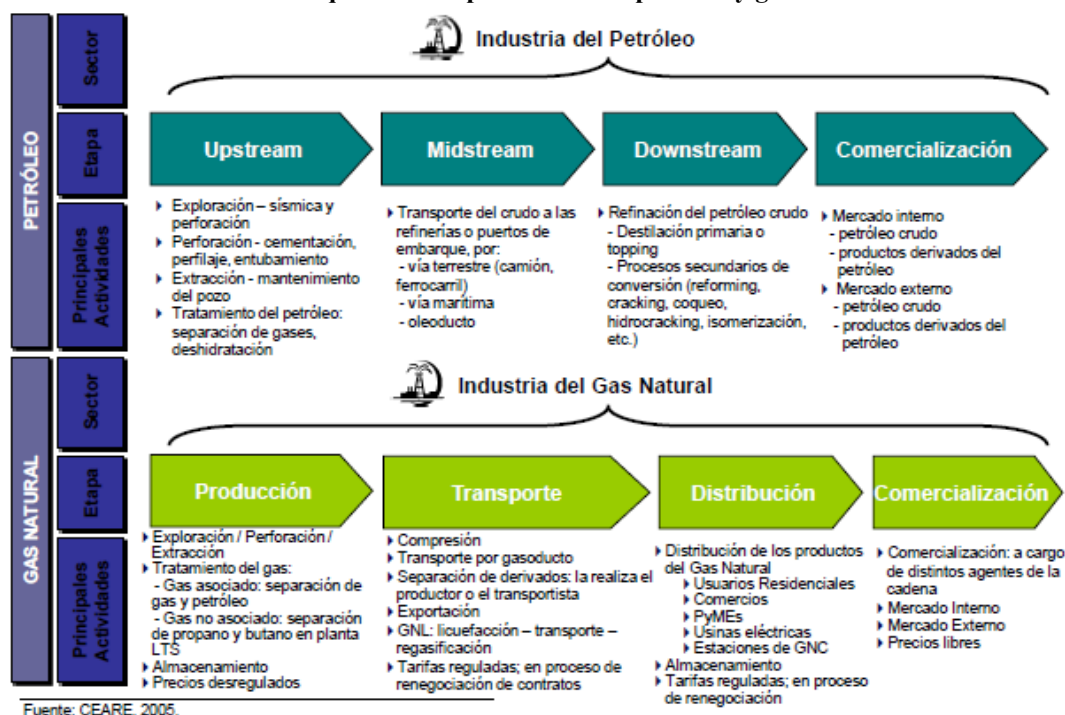 Industria del Petróleo
PETRÓLEO
Sector
Etapa
Upstream
Midstream
Downstream
Comercialización
Principales
Actividades
Exploración – sísmica y
perforación
Perforación - cementación,
perfilaje, entubamiento
Extracción - mantenimiento
del pozo
Tratamiento del petróleo:
separación de gases,
deshidratación
Transporte del crudo a las
refinerías o puertos de
embarque, por:
- vía terrestre (camión,
ferrocarril)
- vía marítima
- oleoducto
Refinación del petróleo crudo
- Destilación primaria o
topping
- Procesos secundarios de
conversión (reforming,
cracking, coqueo,
hidrocracking, isomerización,
etc.)
Mercado interno
- petróleo crudo
- productos derivados del
petróleo
Mercado externo
- petróleo crudo
- productos derivados del
petróleo
Industria del Gas Natural
GAS NATURAL
Sector
Etapa
Producción
Transporte
Distribución
Comercialización
Principales
Actividades
Exploración / Perforación /
Extracción
Tratamiento del gas:
- Gas asociado: separación de
gas y petróleo
- Gas no asociado: separación
de propano y butano en planta
LTS
Almacenamiento
Precios desregulados
Compresión
Transporte por gasoducto
Separación de derivados: la realiza el
productor o el transportista
Exportación
GNL: licuefacción – transporte –
regasificación
Tarifas reguladas; en proceso de
renegociación de contratos
Distribución de los productos
del Gas Natural
Usuarios Residenciales
Comercios
PyMEs
Usinas eléctricas
Estaciones de GNC
Almacenamiento
Tarifas reguladas; en proceso
de renegociación
Comercialización: a cargo
de distintos agentes de la
cadena
Mercado Interno
Mercado Externo
Precios libres
Fuente: CEARE, 2005.